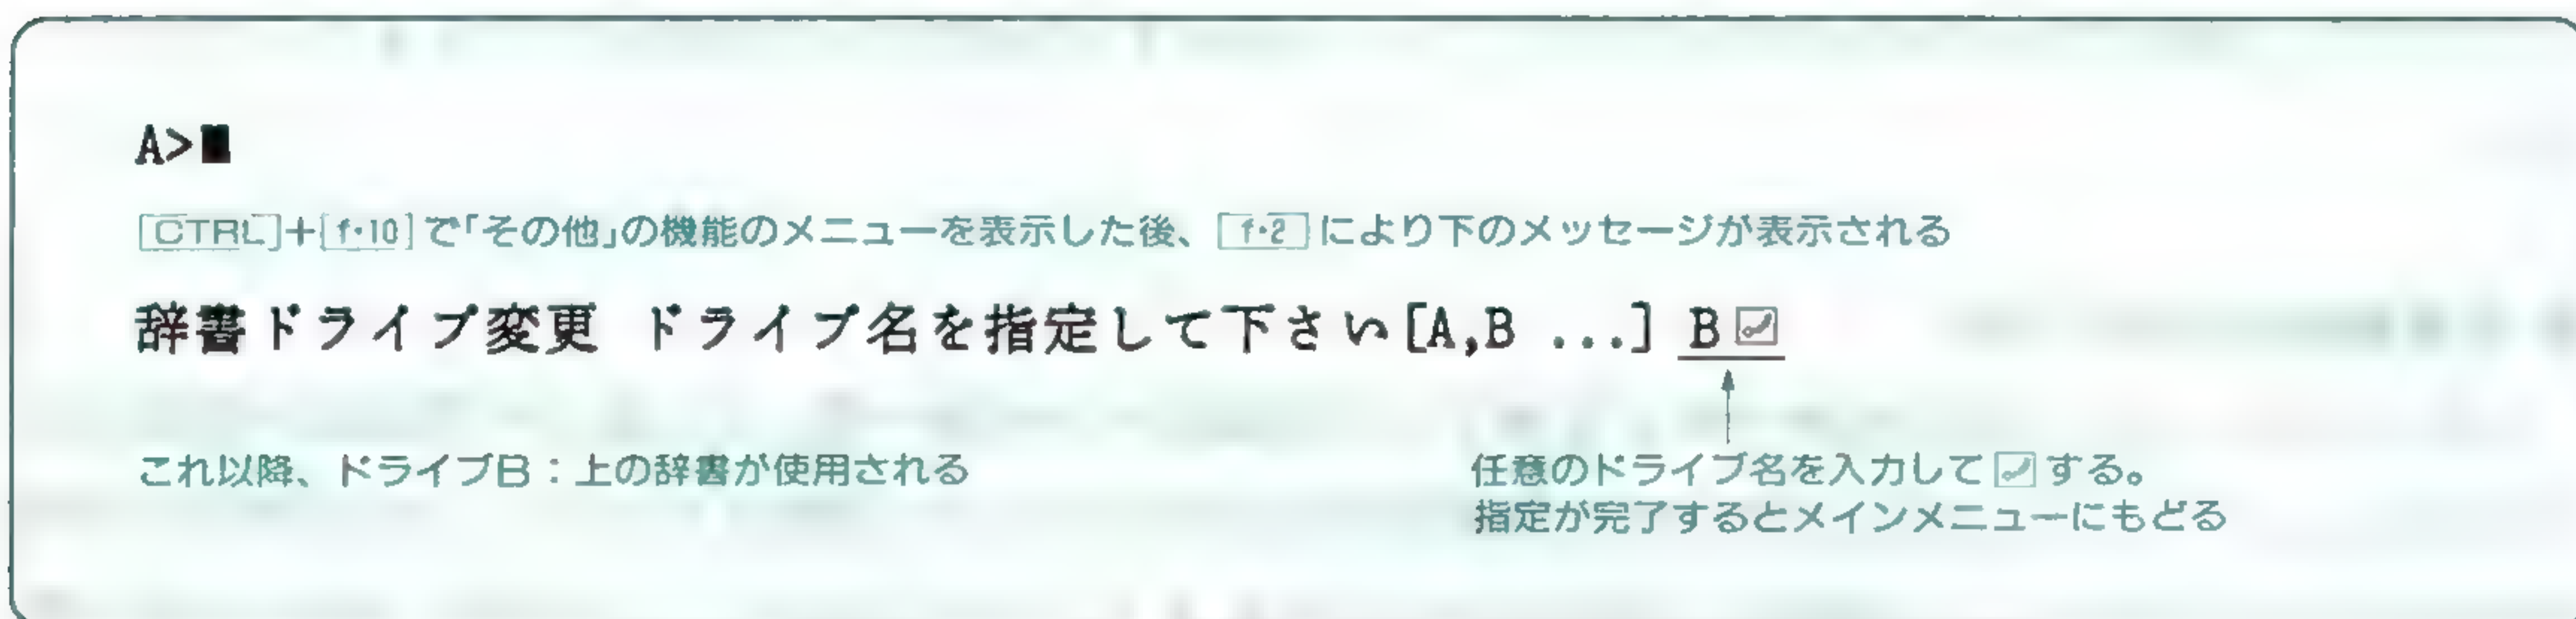 A>■
[CTRL]+[f・10]で「その他」の機能のメニューを表示した後、[f・2]により下のメッセージが表示される
辞書ドライブ変更 ドライブ名を指定して下さい[A,B ...] B↲
これ以降、ドライブB：上の辞書が使用される
任意のドライブ名を入力して↲する。
指定が完了するとメインメニューにもどる